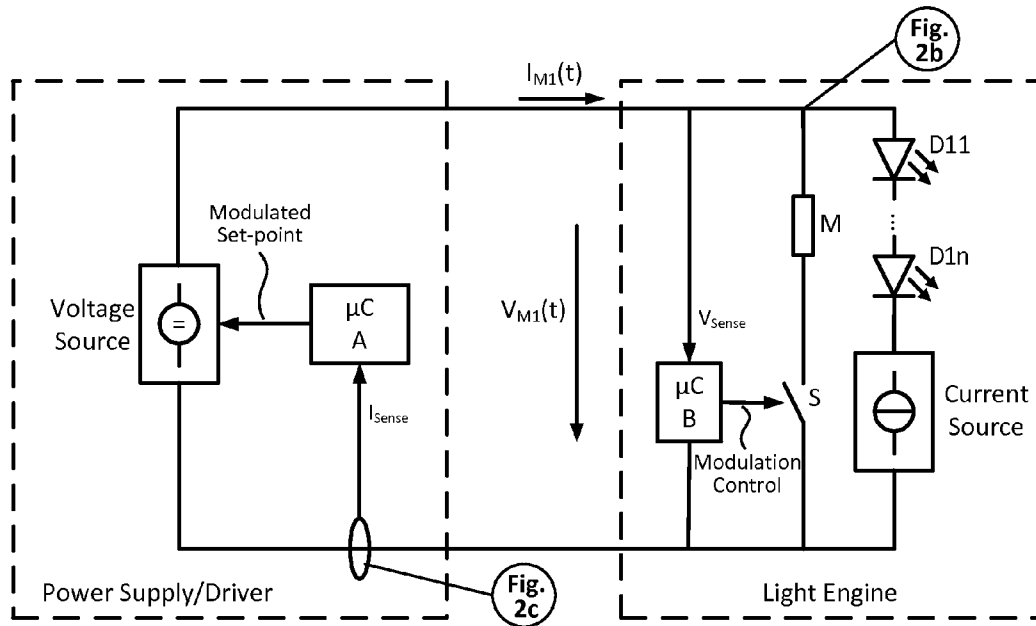 Fig.
2b
I_M1(t)
D11
...
Modulated
Set-point
M
D1n
µC
A
V_M1(t)
Voltage
Source
=
V_Sense
I_Sense
µC
B
S
Current
Source
Modulation
Control
Power Supply/Driver
Fig.
2c
Light Engine